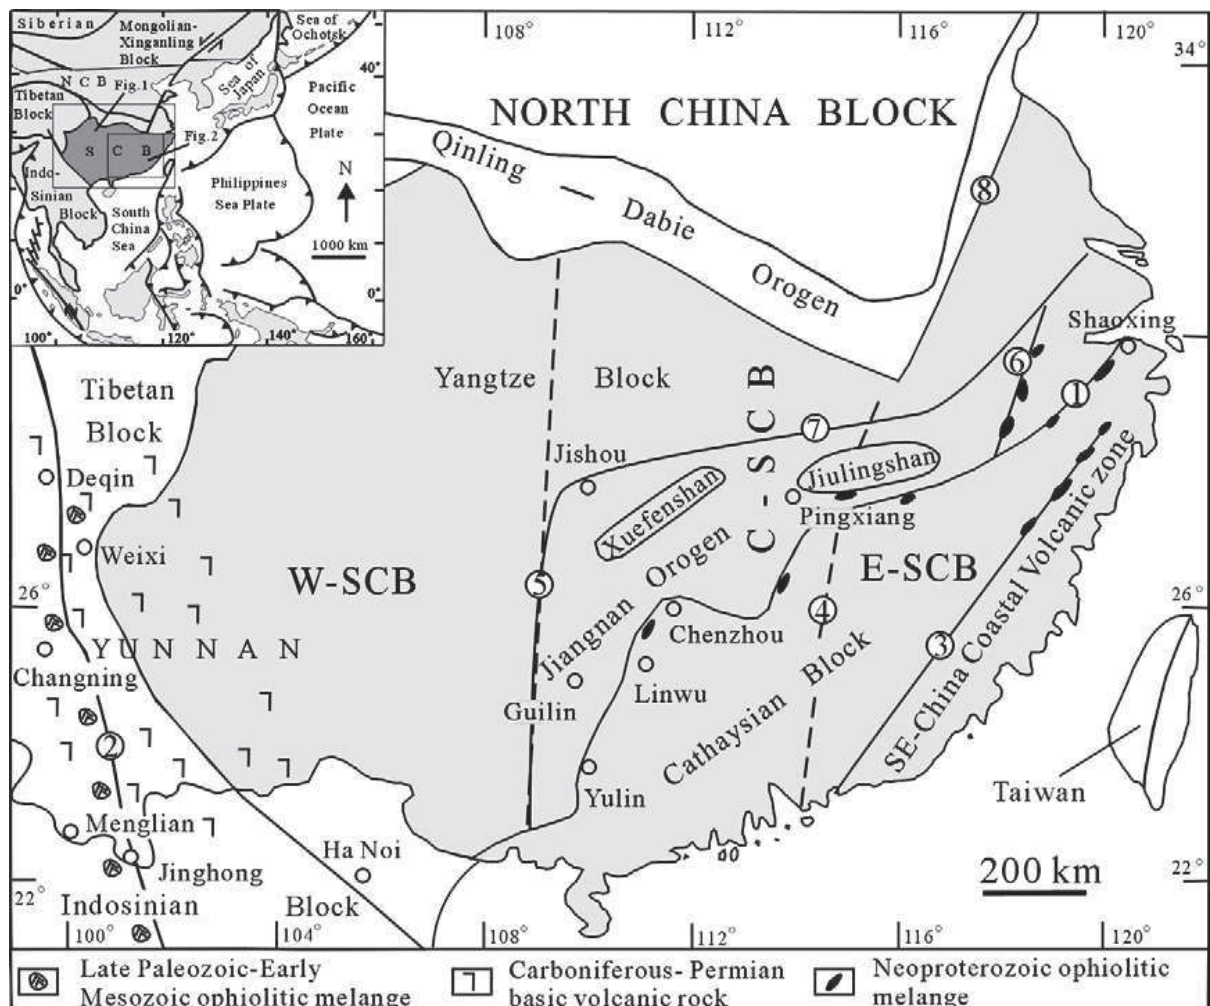 Siberian
Mongolian-
Xinganling
Block
Sea of
Ochotsk
N C B
Fig.1
Sea of
Japan
40°
Pacific
Ocean
Plate
Tibetan
Block
Fig.2
S C B
Indo-
Sinian
Block
Philippines
Sea Plate
N
South
China
Sea
1000 km
0°
0°
100°
120°
140°
160°
108°
112°
116°
120°
34°
NORTH CHINA BLOCK
Qinling
Dabie
Orogen
8
Shaoxing
Tibetan
Block
Yangtze Block
C-SCB
6
1
7
Jishou
Jiulingshan
Xuefenshan
Pingxiang
Deqin
Weixi
W-SCB
E-SCB
5
4
3
26°
26°
Jiangnan Orogen
Chenzhou
Linwu
YUNNAN
Changning
Guilin
Cathaysian Block
SE-China Coastal Volcanic zone
2
Yulin
Taiwan
Menglian
Jinghong
Ha Noi
200 km
22°
22°
Indosinian Block
100°
104°
108°
112°
116°
120°
Late Paleozoic-Early
Mesozoic ophiolitic melange
Carboniferous- Permian
basic volcanic rock
Neoproterozoic ophiolitic
melange